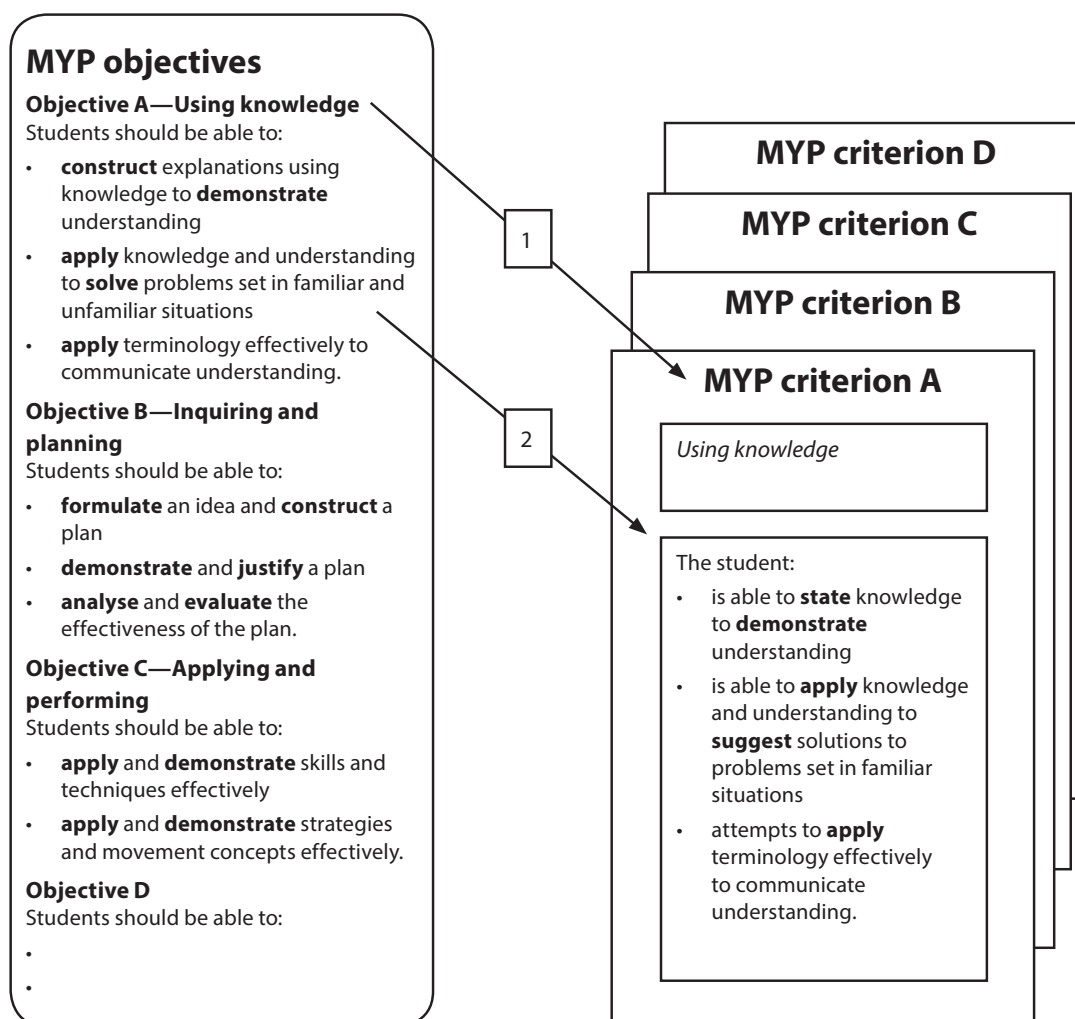 MYP objectives
Objective A—Using knowledge
Students should be able to:
• construct explanations using
knowledge to demonstrate
understanding
• apply knowledge and understanding
to solve problems set in familiar and
unfamiliar situations
• apply terminology effectively to
communicate understanding.
Objective B—Inquiring and
planning
Students should be able to:
• formulate an idea and construct a
plan
• demonstrate and justify a plan
• analyse and evaluate the
effectiveness of the plan.
Objective C—Applying and
performing
Students should be able to:
• apply and demonstrate skills and
techniques effectively
• apply and demonstrate strategies
and movement concepts effectively.
Objective D
Students should be able to:
•
•
1
2
MYP criterion D
MYP criterion C
MYP criterion B
MYP criterion A
Using knowledge
The student:
• is able to state knowledge
to demonstrate
understanding
• is able to apply knowledge
and understanding to
suggest solutions to
problems set in familiar
situations
• attempts to apply
terminology effectively
to communicate
understanding.